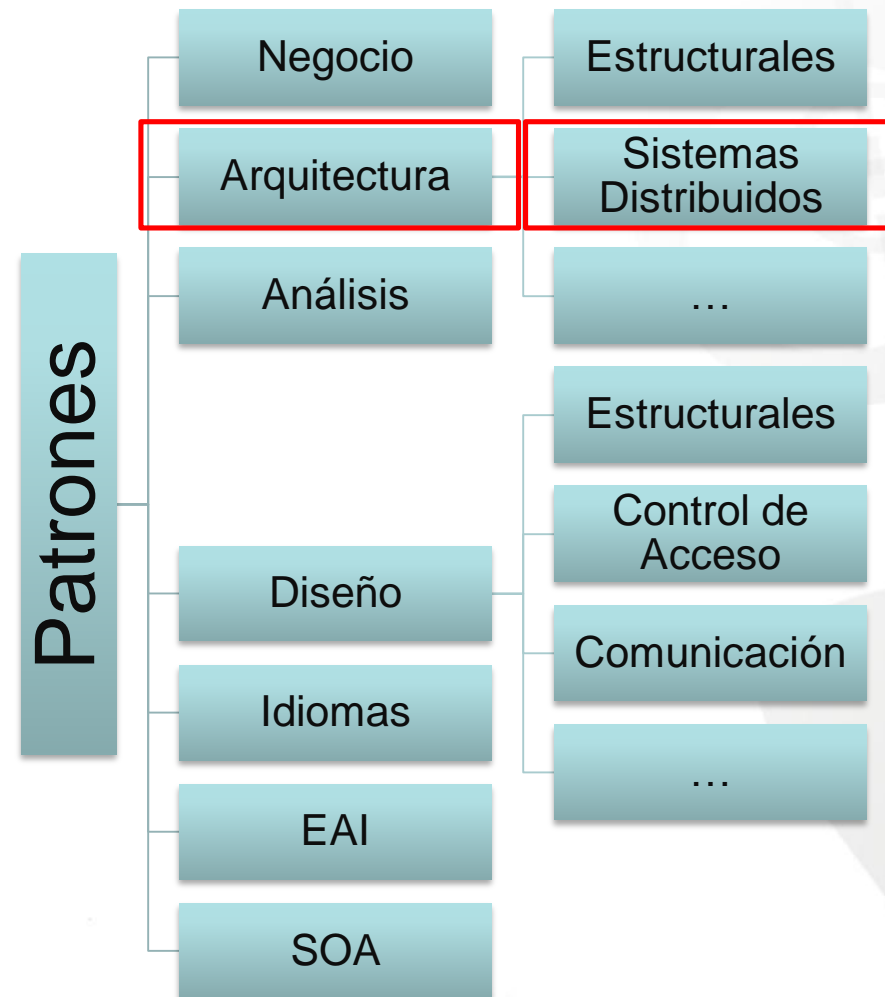 Patrones
Negocio
Arquitectura
Análisis
Diseño
Idiomas
EAI
SOA
Estructurales
Sistemas
Distribuidos
…
Estructurales
Control de
Acceso
Comunicación
…